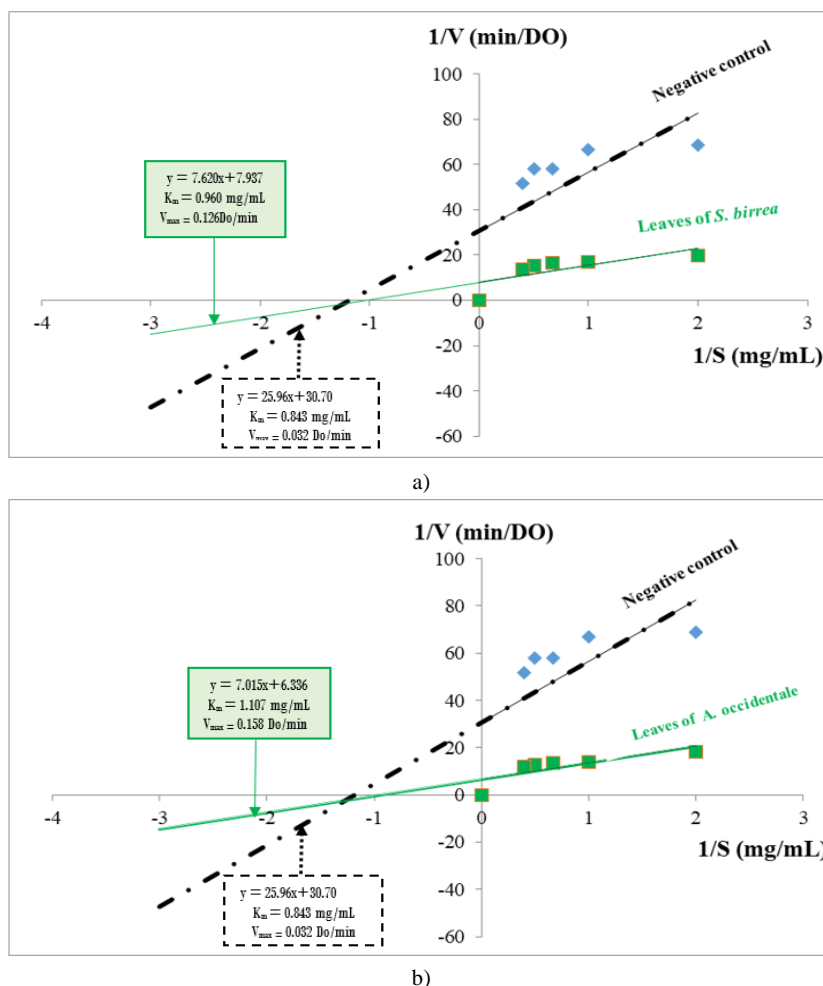 1/V (min/DO)
100
80
60
40
20
0
-20
-40
-60
-4
-3
-2
-1
0
1
2
3
1/S (mg/mL)
Negative control
Leaves of S. birrea
y = 7.620x+7.937
Km = 0.960 mg/mL
Vmax = 0.126Do/min
y = 25.96x+30.70
Km = 0.843 mg/mL
Vmax = 0.032 Do/min
a)
1/V (min/DO)
100
80
60
40
20
0
-20
-40
-60
-4
-3
-2
-1
0
1
2
3
1/S (mg/mL)
Negative control
Leaves of A. occidentale
y = 7.015x+6.336
Km = 1.107 mg/mL
Vmax = 0.158 Do/min
y = 25.96x+30.70
Km = 0.843 mg/mL
Vmax = 0.032 Do/min
b)